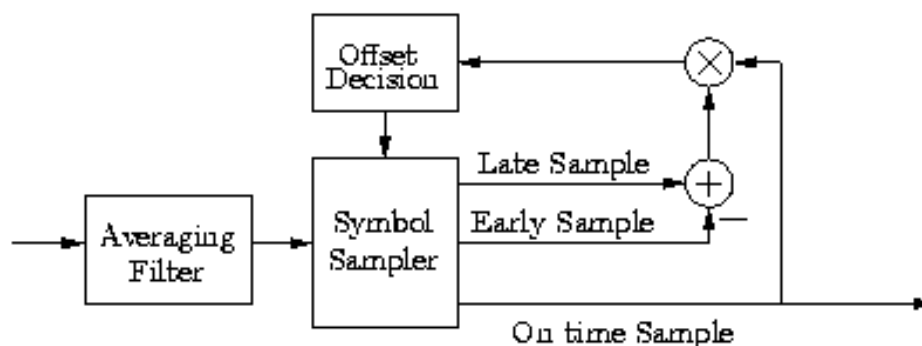 Offset
Decision
Late Sample
Early Sample
Symbol
Sampler
Averaging
Filter
On time Sample